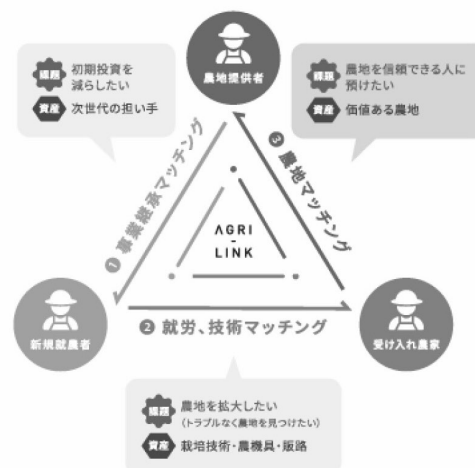 課題 初期投資を
減らしたい
資産 次世代の担い手
農地提供者
課題 農地を信頼できる人に
預けたい
資産 価値ある農地
❶ 事業継承マッチング
❸ 農地マッチング
AGRI
-
LINK
新規就農者
❷ 就労、技術マッチング
受け入れ農家
課題 農地を拡大したい
(トラブルなく農地を見つけたい)
資産 栽培技術・農機具・販路